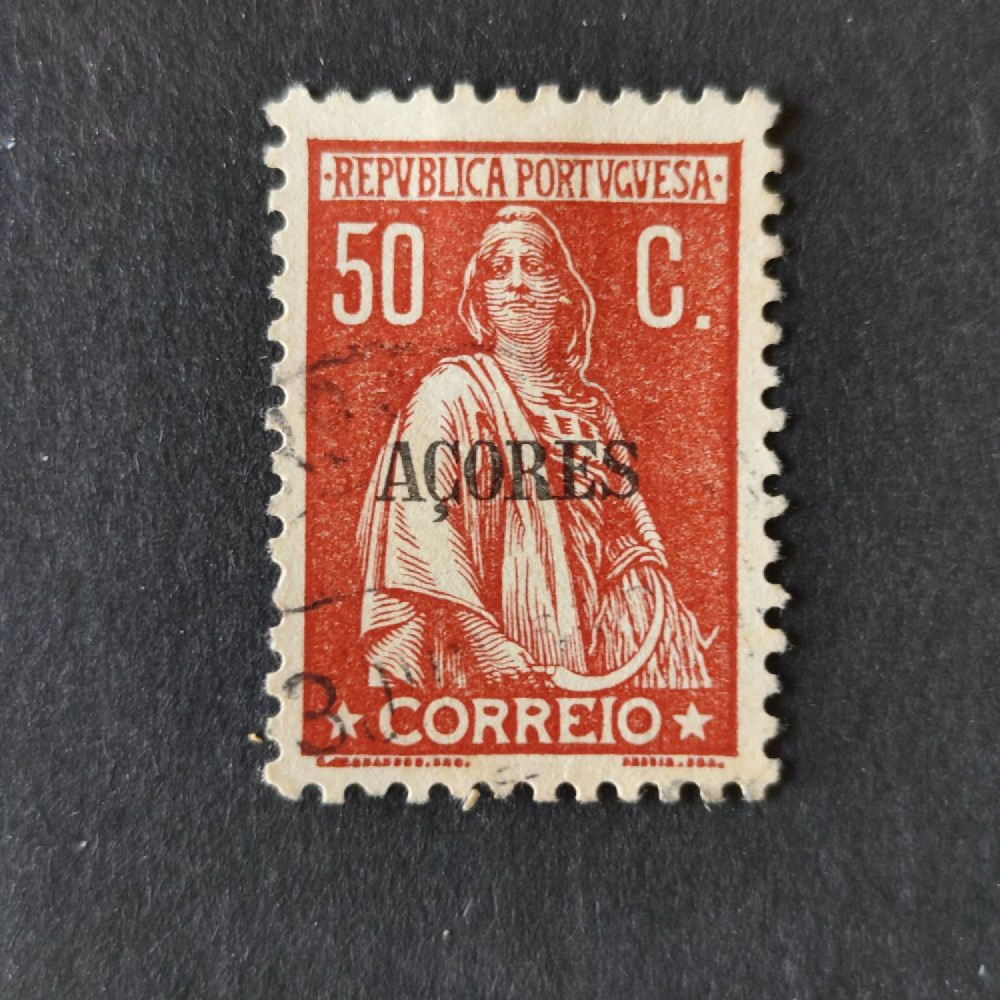 ·REPVBLICA PORTVGVESA·
50 C.
AÇORES
★ CORREIO ★